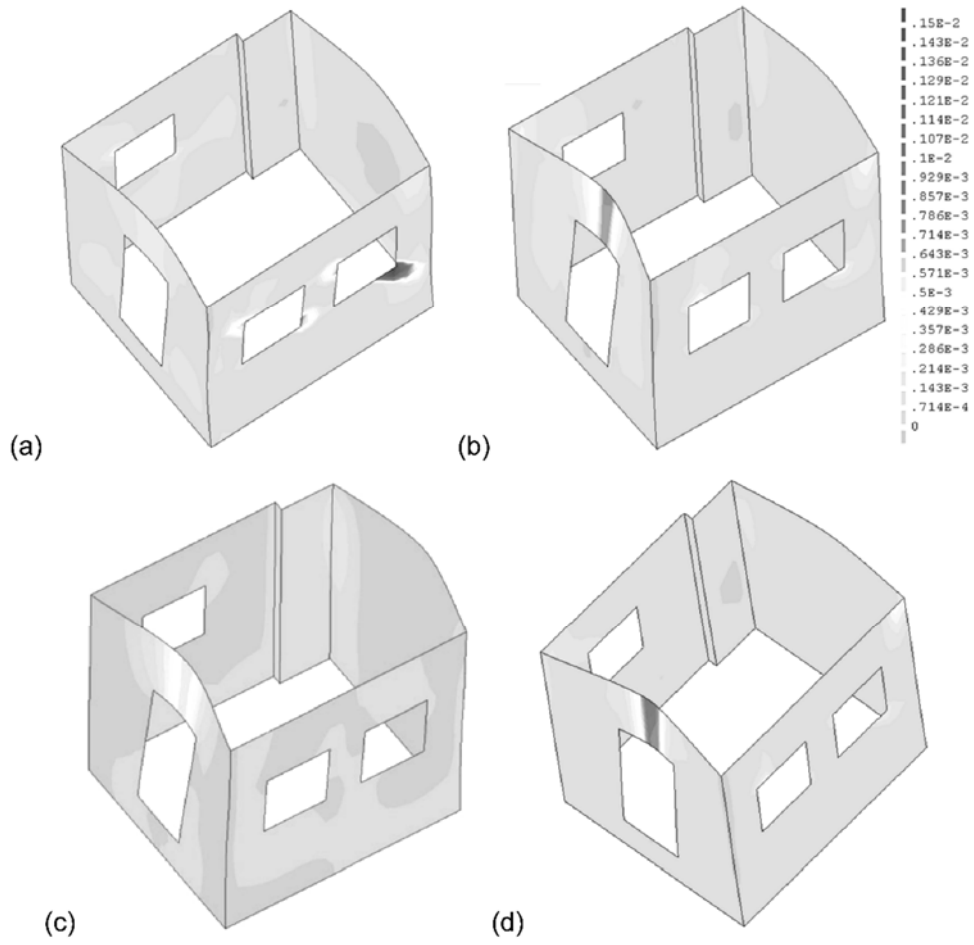 .15E-2
.143E-2
.136E-2
.129E-2
.121E-2
.114E-2
.107E-2
.1E-2
.929E-3
.857E-3
.786E-3
.714E-3
.643E-3
.571E-3
.5E-3
.429E-3
.357E-3
.286E-3
.214E-3
.143E-3
.714E-4
0
(a)
(b)
(c)
(d)